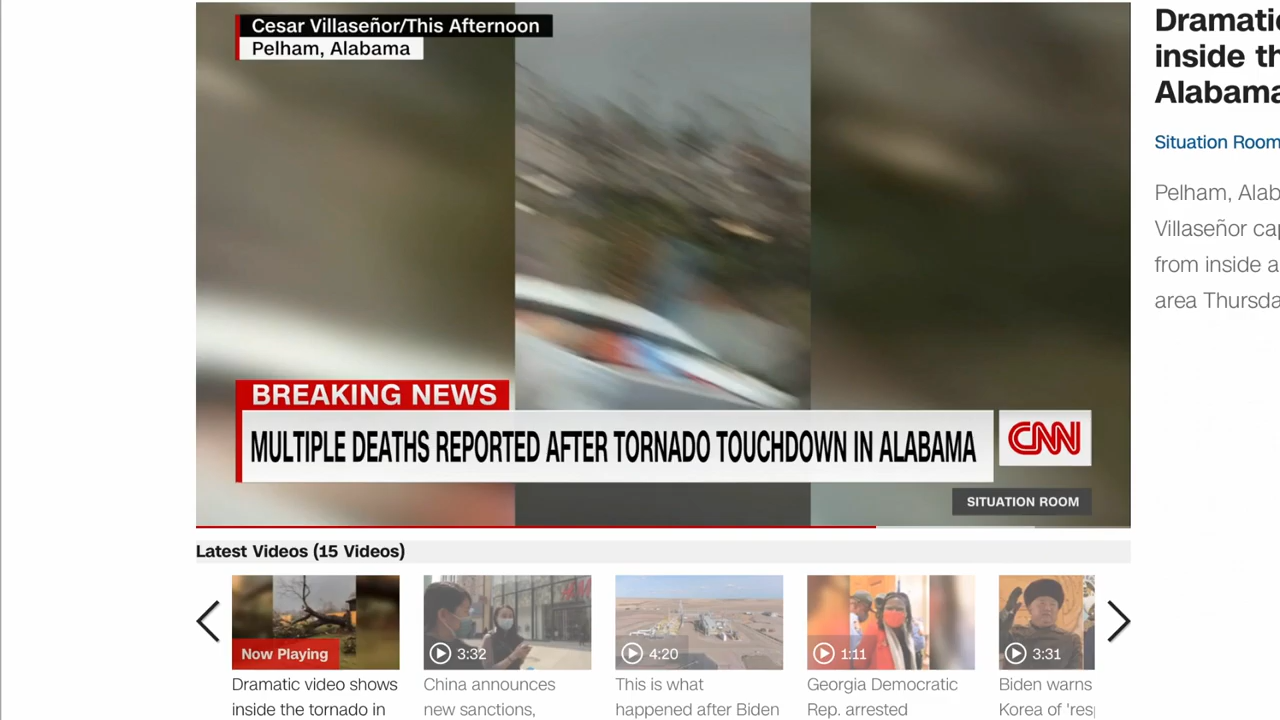 Cesar Villaseñor/This Afternoon
Pelham, Alabama
BREAKING NEWS
MULTIPLE DEATHS REPORTED AFTER TORNADO TOUCHDOWN IN ALABAMA
CNN
SITUATION ROOM
Dramatic
inside th
Alabama
Situation Room
Pelham, Alab
Villaseñor cap
from inside a
area Thursda
Latest Videos (15 Videos)
Now Playing
3:32
4:20
1:11
3:31
Dramatic video shows
inside the tornado in
China announces
new sanctions,
This is what
happened after Biden
Georgia Democratic
Rep. arrested
Biden warns
Korea of 'resp